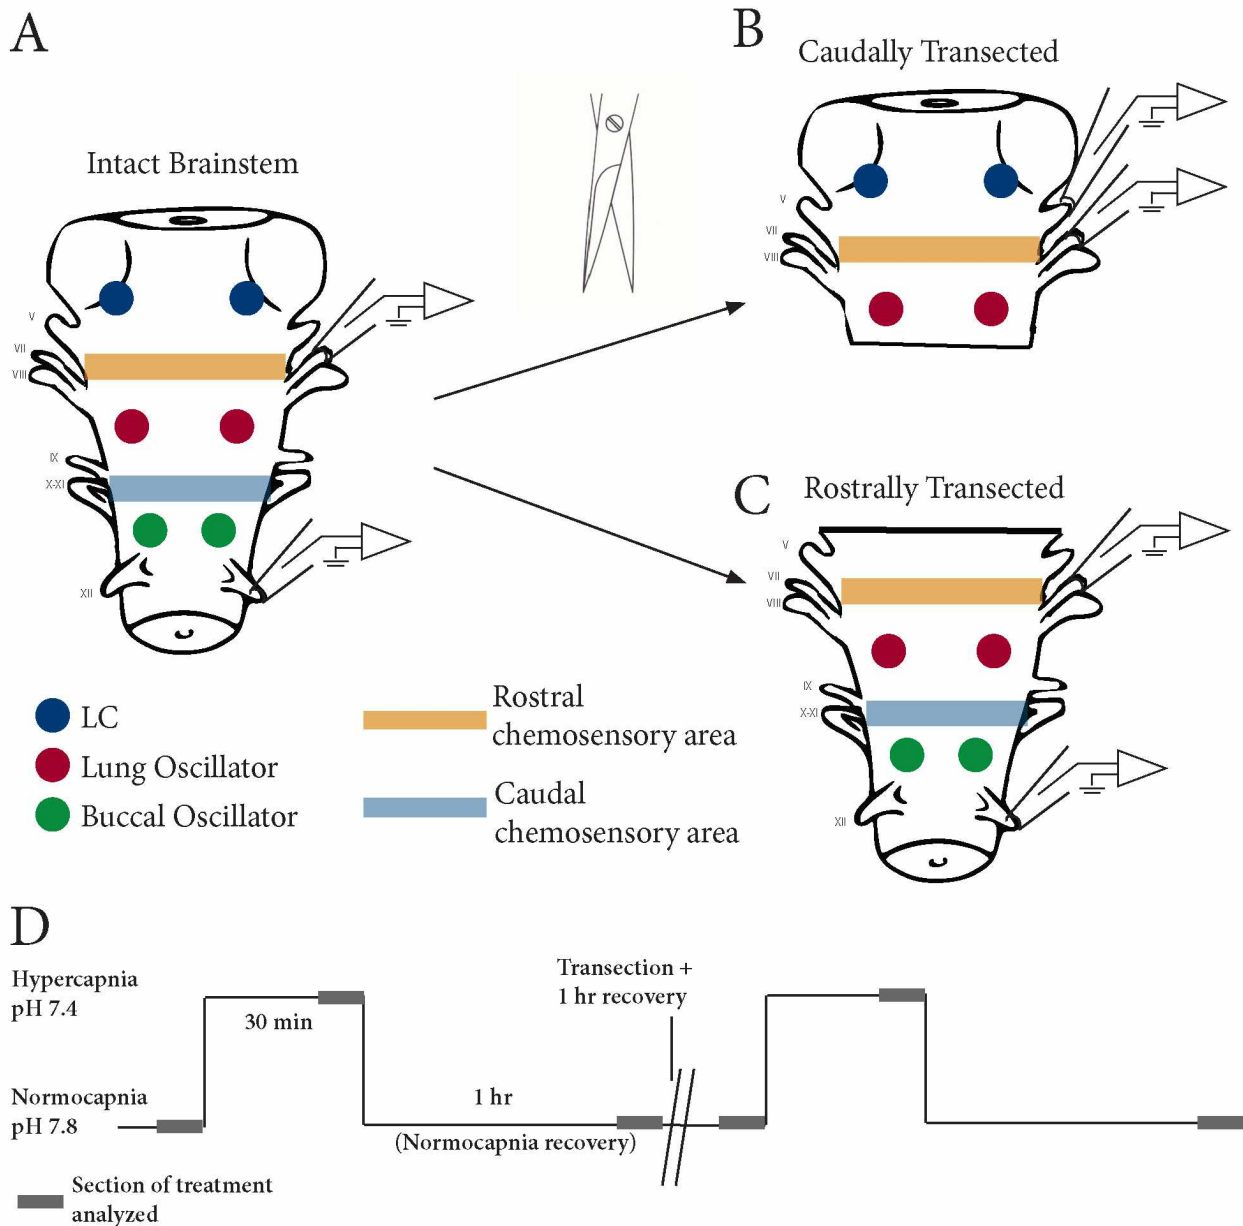 A
Intact Brainstem
V
VII
VIII
IX
X-XI
XII
B
Caudally Transected
V
VII
VIII
C
Rostrally Transected
V
VII
VIII
IX
X-XI
XII
LC
Lung Oscillator
Buccal Oscillator
Rostral
chemosensory area
Caudal
chemosensory area
D
Hypercapnia
pH 7.4
30 min
Transection +
1 hr recovery
Normocapnia
pH 7.8
1 hr
(Normocapnia recovery)
Section of treatment
analyzed